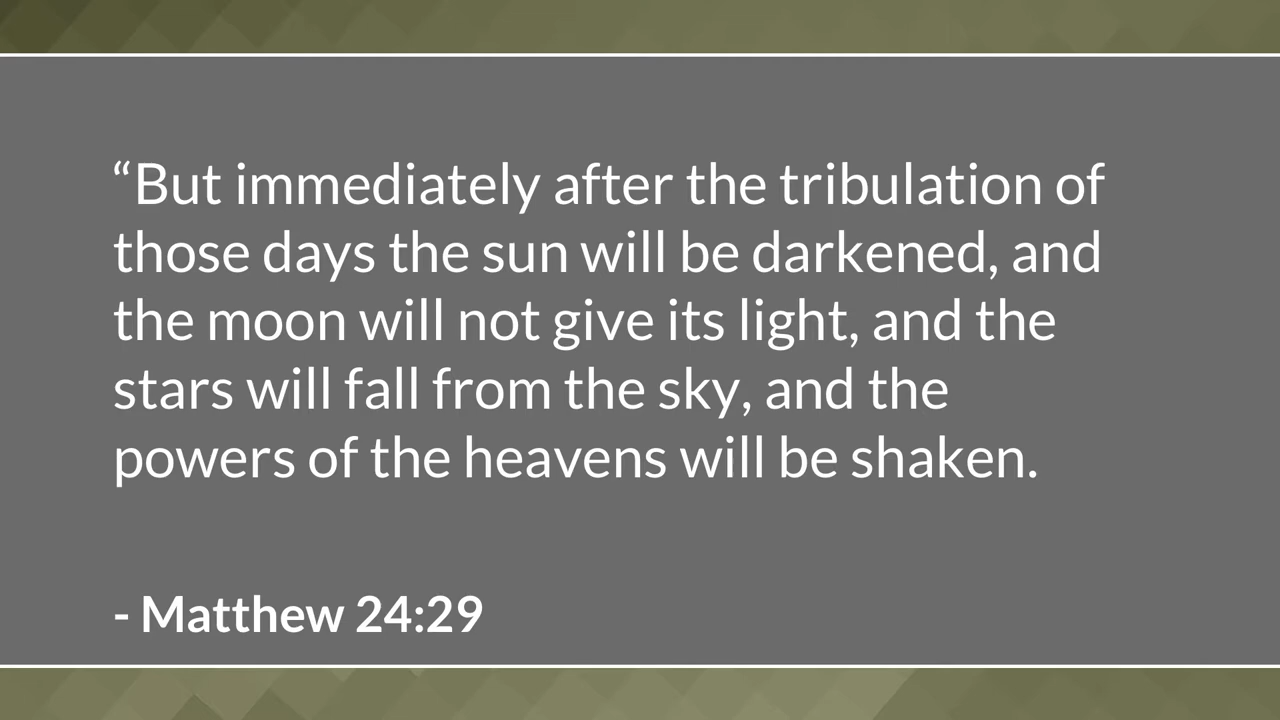 “But immediately after the tribulation of
those days the sun will be darkened, and
the moon will not give its light, and the
stars will fall from the sky, and the
powers of the heavens will be shaken.
- Matthew 24:29